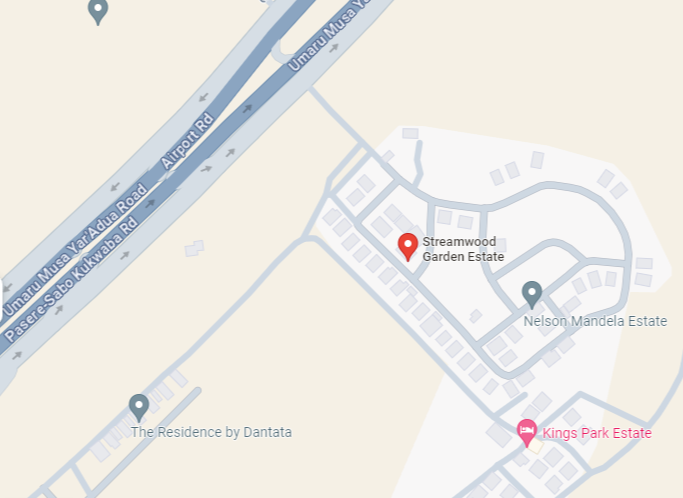 Umaru Musa Ya
Airport Rd
Umaru Musa Yar'Adua Road
Pasere-Sabo Kukwaba Rd
Streamwood
Garden Estate
Nelson Mandela Estate
The Residence by Dantata
Kings Park Estate